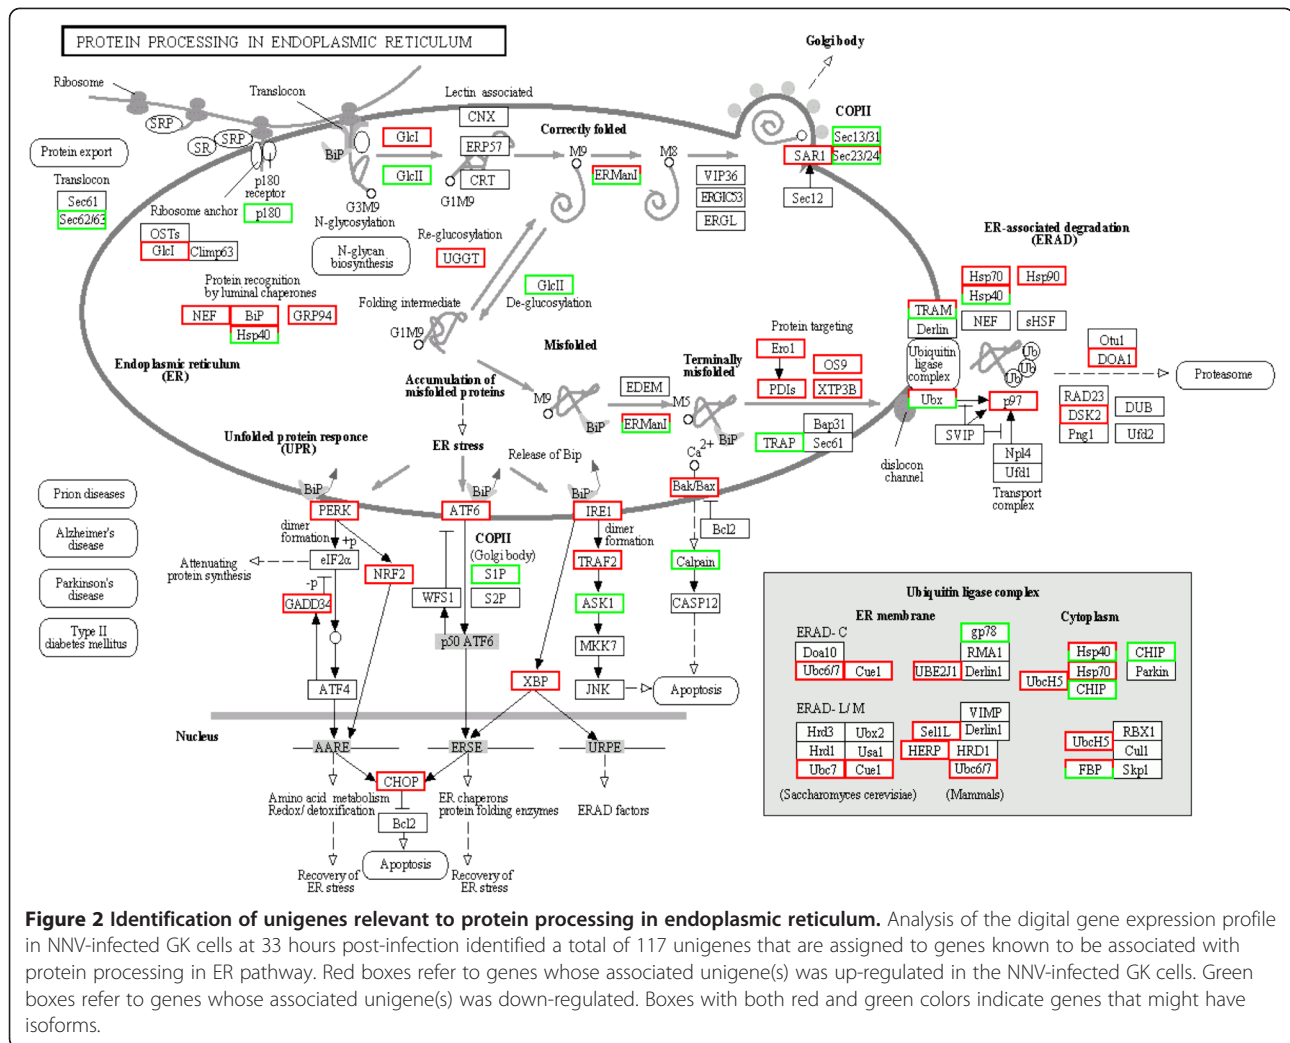 PROTEIN PROCESSING IN ENDOPLASMIC RETICULUM
Golgi body
Ribosome
Translocon
Lectin associated
COPII
SRP
SR
SRP
BiP
GlcI
GlcII
CNX
ERP57
CRT
Correctly folded
M9
M8
ERManI
VIP36
ERGIC53
ERGL
Sec13/31
SAR1
Sec23/24
Sec12
Protein export
Translocon
Sec61
Sec62/63
p180
receptor
Ribosome anchor
p180
G3M9
N-glycosylation
G1M9
OSTs
GlcI
Climp63
N-glycan
biosynthesis
Re-glucosylation
UGGT
GlcII
De-glucosylation
Protein recognition
by luminal chaperones
NEF
BiP
GRP94
Hsp40
Folding intermediate
G1M9
Endoplasmic reticulum
(ER)
Misfolded
Accumulation of
misfolded proteins
M9
BiP
EDEM
ERManI
Terminally
misfolded
M5
BiP
Protein targeting
Ero1
OS9
PDIs
XTP3B
TRAP
Bap31
Sec61
ER-associated degradation
(ERAD)
Hsp70
Hsp90
Hsp40
TRAM
Derlin
NEF
sHSF
Ubiquitin
ligase
complex
Ub
Ub
Ub
Otu1
DOA1
Proteasome
Ubx
p97
RAD23
DSK2
Png1
DUB
Ufd2
SVIP
Npl4
Ufd1
dislocon
channel
Transport
complex
Unfolded protein responce
(UPR)
ER stress
Release of Bip
Ca2+
BiP
BiP
BiP
PERK
ATF6
IRE1
Bak/Bax
Bcl2
Prion diseases
Alzheimer's
disease
Parkinson's
disease
Type II
diabetes mellitus
dimer
formation
+p
eIF2α
Attenuating
protein synthesis
-p
GADD34
NRF2
ATF4
COPII
(Golgi body)
S1P
S2P
WFS1
p50 ATF6
dimer
formation
TRAF2
ASK1
MKK7
JNK
XBP
Calpain
CASP12
Apoptosis
Nucleus
AARE
ERSE
URPE
CHOP
Bcl2
Apoptosis
Amino acid metabolism
Redox/detoxification
ER chaperons
protein folding enzymes
ERAD factors
Recovery of
ER stress
Recovery of
ER stress
Ubiquitin ligase complex
ER membrane
Cytoplasm
ERAD-C
Doa10
Ubc6/7
Cue1
gp78
RMA1
UBE2J1
Derlin1
Hsp40
Hsp70
UbcH5
CHIP
CHIP
Parkin
ERAD-L/M
Hrd3
Ubx2
Hrd1
Usa1
Ubc7
Cue1
VIMP
Sel1L
Derlin1
HERP
HRD1
Ubc6/7
UbcH5
RBX1
Cul1
FBP
Skp1
(Saccharomyces cerevisiae)
(Mammals)
Figure 2 Identification of unigenes relevant to protein processing in endoplasmic reticulum. Analysis of the digital gene expression profile
in NNV-infected GK cells at 33 hours post-infection identified a total of 117 unigenes that are assigned to genes known to be associated with
protein processing in ER pathway. Red boxes refer to genes whose associated unigene(s) was up-regulated in the NNV-infected GK cells. Green
boxes refer to genes whose associated unigene(s) was down-regulated. Boxes with both red and green colors indicate genes that might have
isoforms.